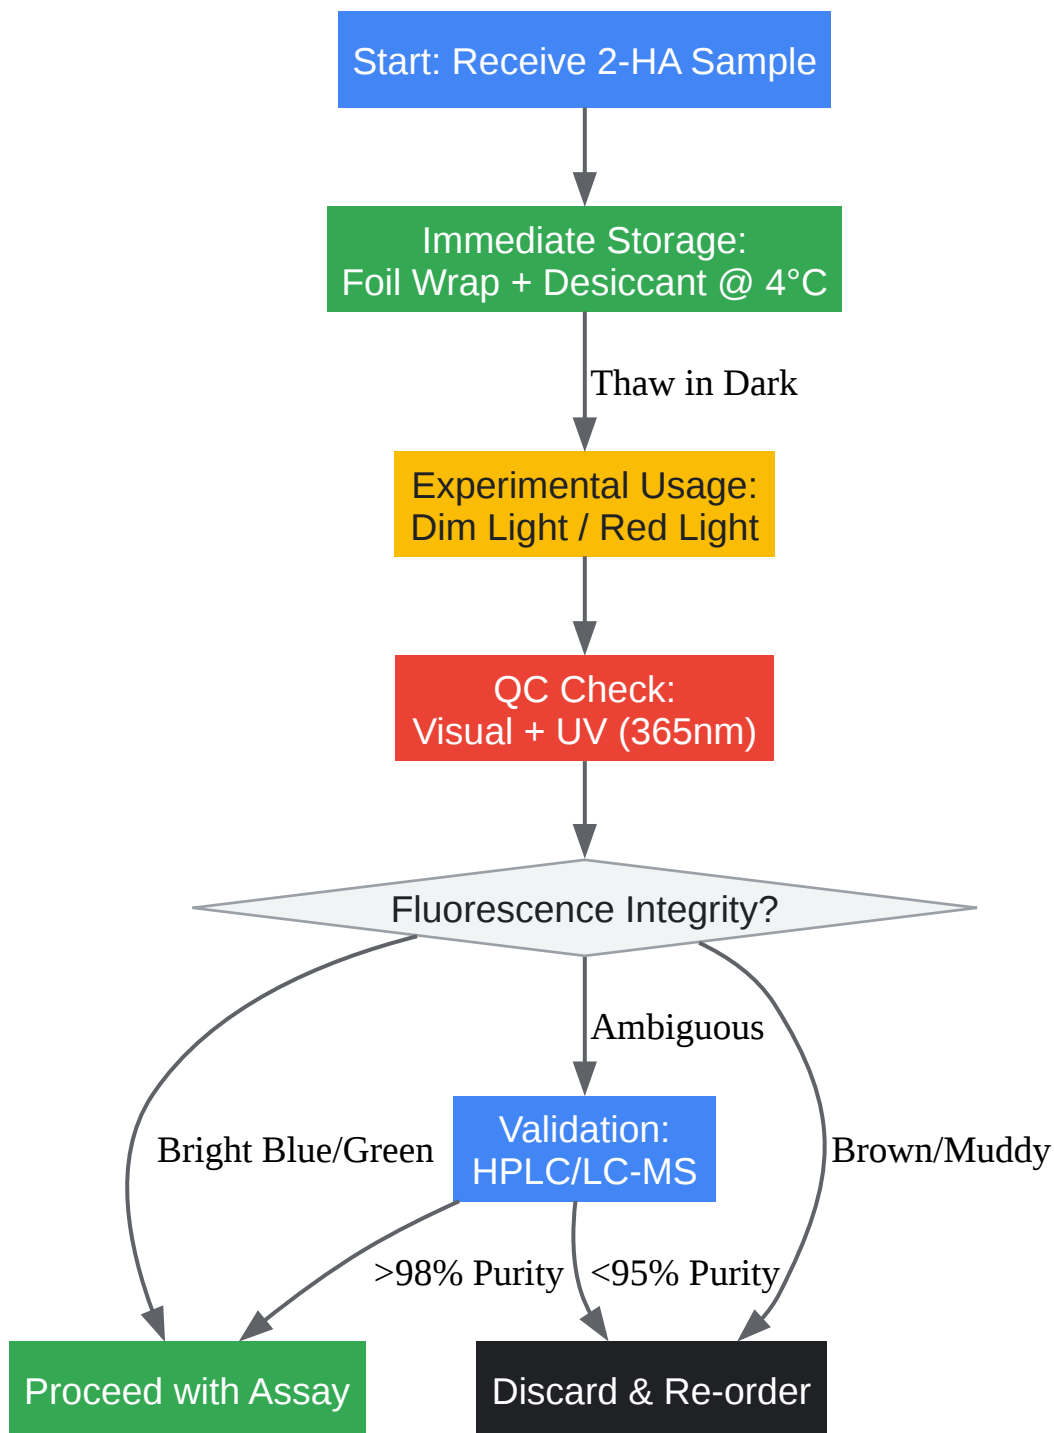 Start: Receive 2-HA Sample
Immediate Storage:
Foil Wrap + Desiccant @ 4°C
Thaw in Dark
Experimental Usage:
Dim Light / Red Light
QC Check:
Visual + UV (365nm)
Fluorescence Integrity?
Ambiguous
Bright Blue/Green
Validation:
HPLC/LC-MS
Brown/Muddy
>98% Purity
<95% Purity
Proceed with Assay
Discard & Re-order